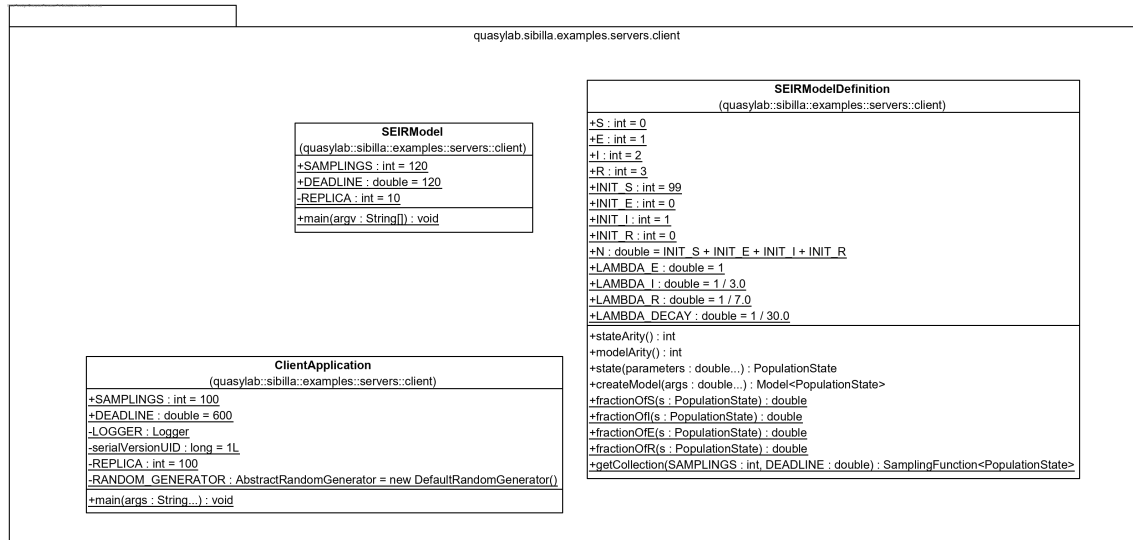 quasylab.sibilla.examples.servers.client
SEIRModelDefinition
(quasylab::sibilla::examples::servers::client)
+S : int = 0
+E : int = 1
+I : int = 2
+R : int = 3
+INIT_S : int = 99
+INIT_E : int = 0
+INIT_I : int = 1
+INIT_R : int = 0
+N : double = INIT_S + INIT_E + INIT_I + INIT_R
+LAMBDA_E : double = 1
+LAMBDA_I : double = 1 / 3.0
+LAMBDA_R : double = 1 / 7.0
+LAMBDA_DECAY : double = 1 / 30.0
+stateArity() : int
+modelArity() : int
+state(parameters : double...) : PopulationState
+createModel(args : double...) : Model<PopulationState>
+fractionOfS(s : PopulationState) : double
+fractionOfI(s : PopulationState) : double
+fractionOfE(s : PopulationState) : double
+fractionOfR(s : PopulationState) : double
+getCollection(SAMPLINGS : int, DEADLINE : double) : SamplingFunction<PopulationState>
SEIRModel
(quasylab::sibilla::examples::servers::client)
+SAMPLINGS : int = 120
+DEADLINE : double = 120
-REPLICA : int = 10
+main(argv : String[]) : void
ClientApplication
(quasylab::sibilla::examples::servers::client)
+SAMPLINGS : int = 100
+DEADLINE : double = 600
-LOGGER : Logger
-serialVersionUID : long = 1L
-REPLICA : int = 100
-RANDOM_GENERATOR : AbstractRandomGenerator = new DefaultRandomGenerator()
+main(args : String...) : void